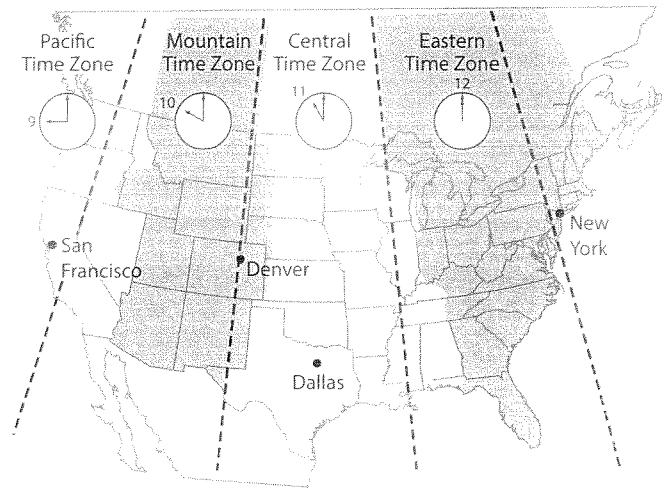 Pacific
Time Zone
Mountain
Time Zone
Central
Time Zone
Eastern
Time Zone
9
10
11
12
San
Francisco
Denver
Dallas
New
York